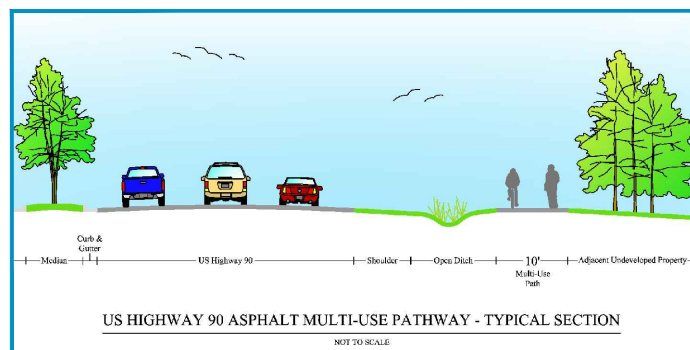 Curb &
Gutter
Median
US Highway 90
Shoulder
Open Ditch
10'
Multi-Use
Path
Adjacent Undeveloped Property
US HIGHWAY 90 ASPHALT MULTI-USE PATHWAY - TYPICAL SECTION
NOT TO SCALE